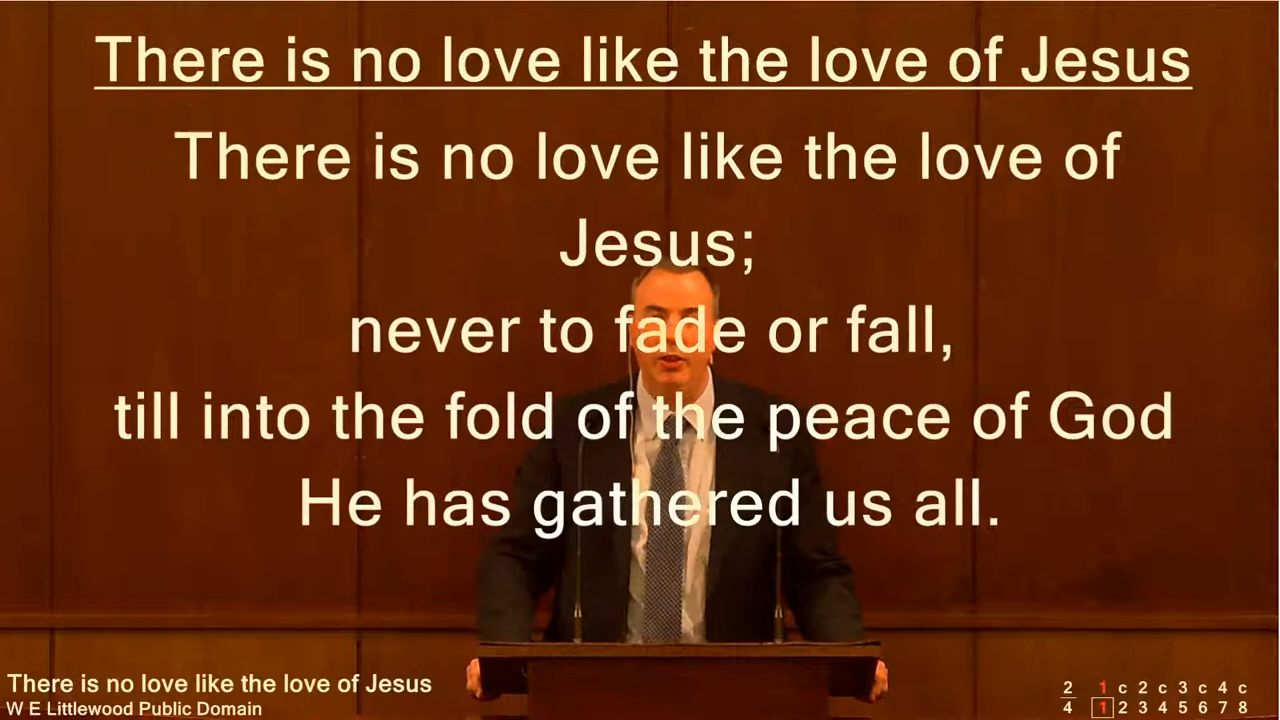 There is no love like the love of Jesus
There is no love like the love of
Jesus;
never to fade or fall,
till into the fold of the peace of God
He has gathered us all.
There is no love like the love of Jesus
W E Littlewood Public Domain
2 1 c 2 c 3 c 4 c
4 1 2 3 4 5 6 7 8